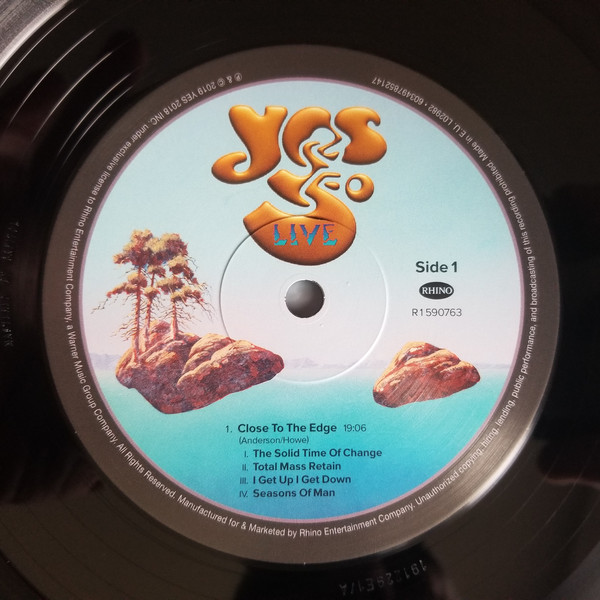 YES
50
LIVE
Side 1
RHINO
R1 590763
1. Close To The Edge 19:06
(Anderson/Howe)
I. The Solid Time Of Change
II. Total Mass Retain
III. I Get Up I Get Down
IV. Seasons Of Man
℗ & © 2019 YES 2018 INC. under exclusive license to Rhino Entertainment Company, a Warner Music Group Company. All Rights Reserved. Manufactured for & Marketed by Rhino Entertainment Company. Unauthorized copying, hiring, lending, public performance, and broadcasting of this recording prohibited. Made in E.U. LI2982 • 603497852147